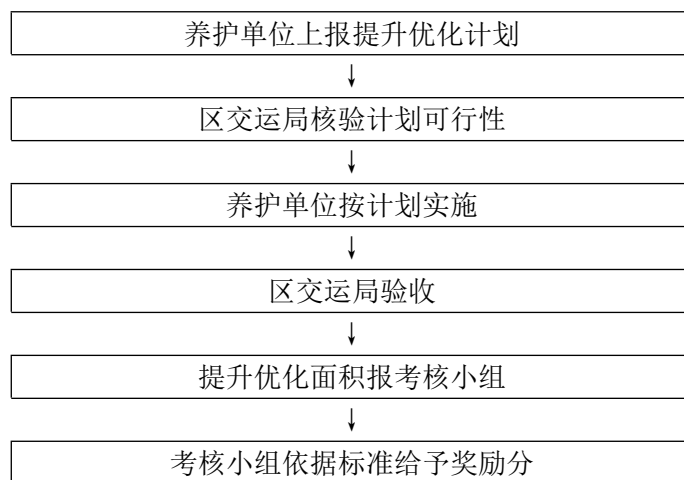 养护单位上报提升优化计划
区交运局核验计划可行性
养护单位按计划实施
区交运局验收
提升优化面积报考核小组
考核小组依据标准给予奖励分